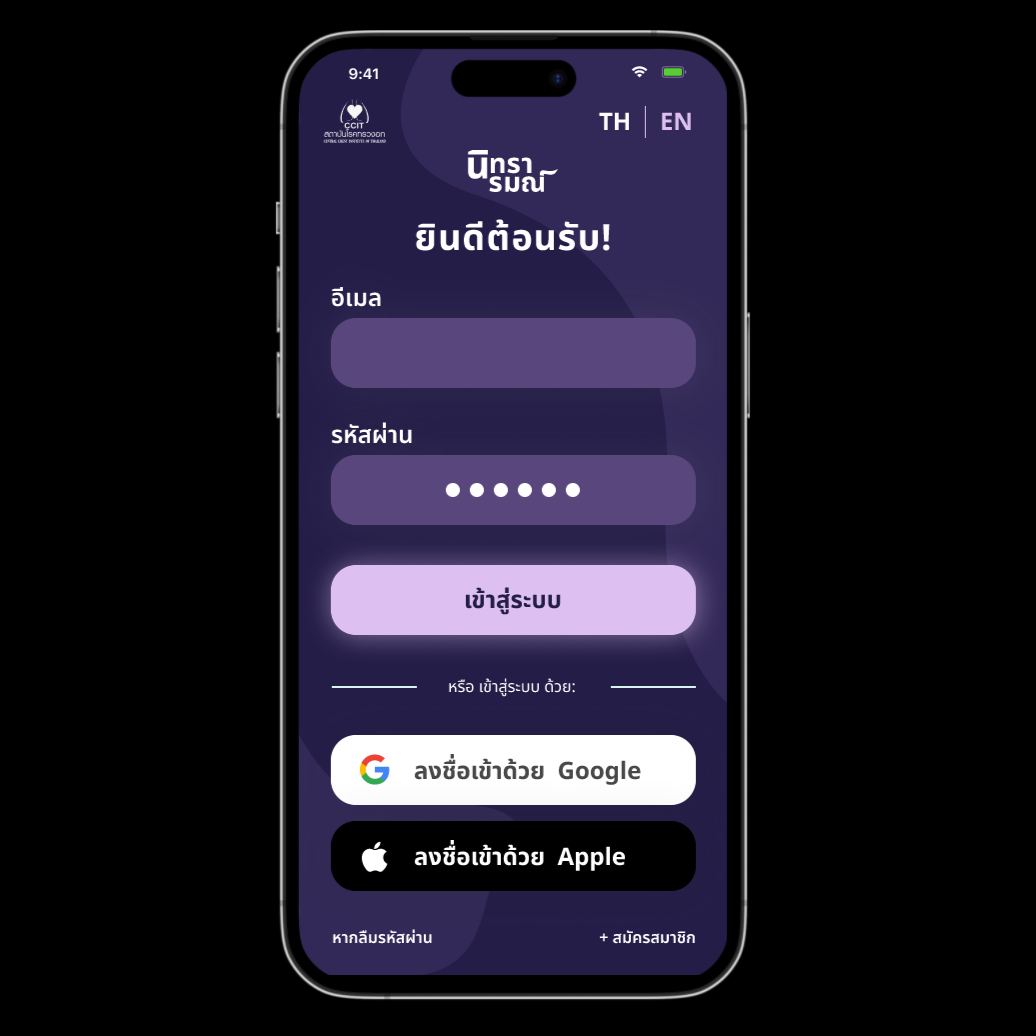 9:41
CCIT
สถาบันโรคทรวงอก
CENTRAL CHEST INSTITUTE OF THAILAND
TH | EN
นิทรา
รมณ์
ยินดีต้อนรับ!
อีเมล
รหัสผ่าน
เข้าสู่ระบบ
หรือ เข้าสู่ระบบ ด้วย:
ลงชื่อเข้าด้วย Google
ลงชื่อเข้าด้วย Apple
หากลืมรหัสผ่าน
+ สมัครสมาชิก